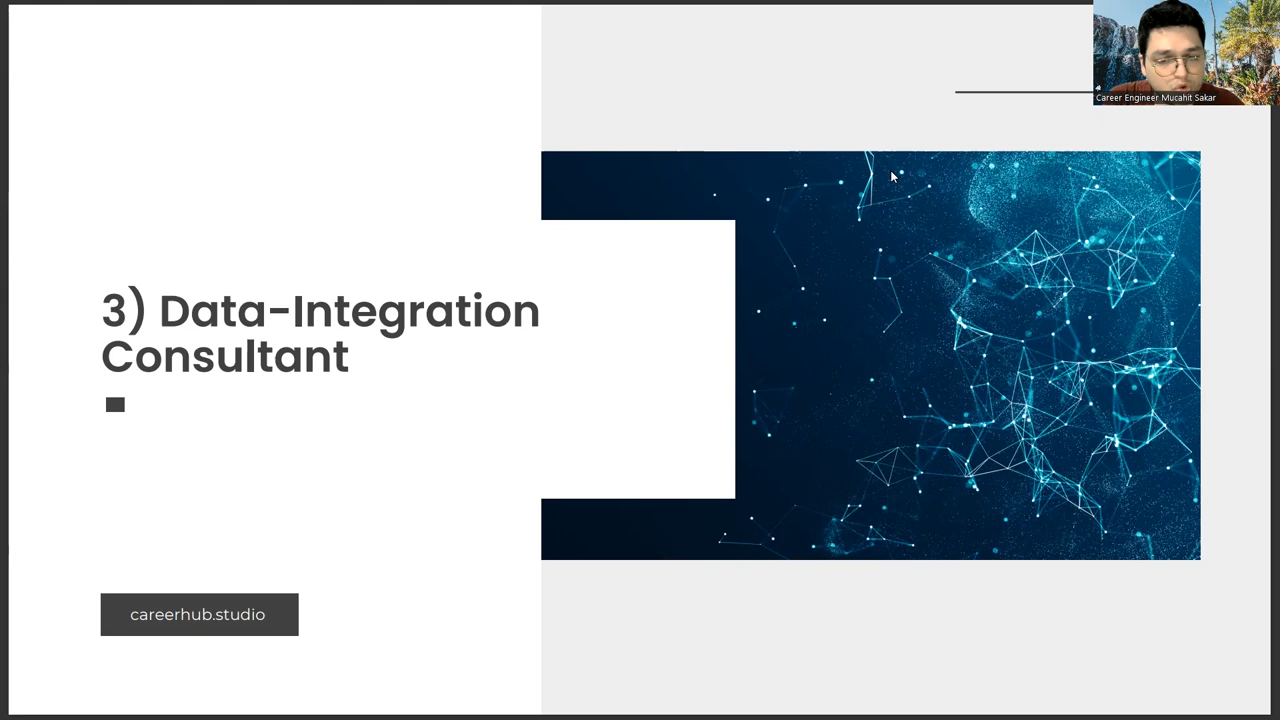 Career Engineer Mucahit Sakar
3) Data-Integration
Consultant
careerhub.studio